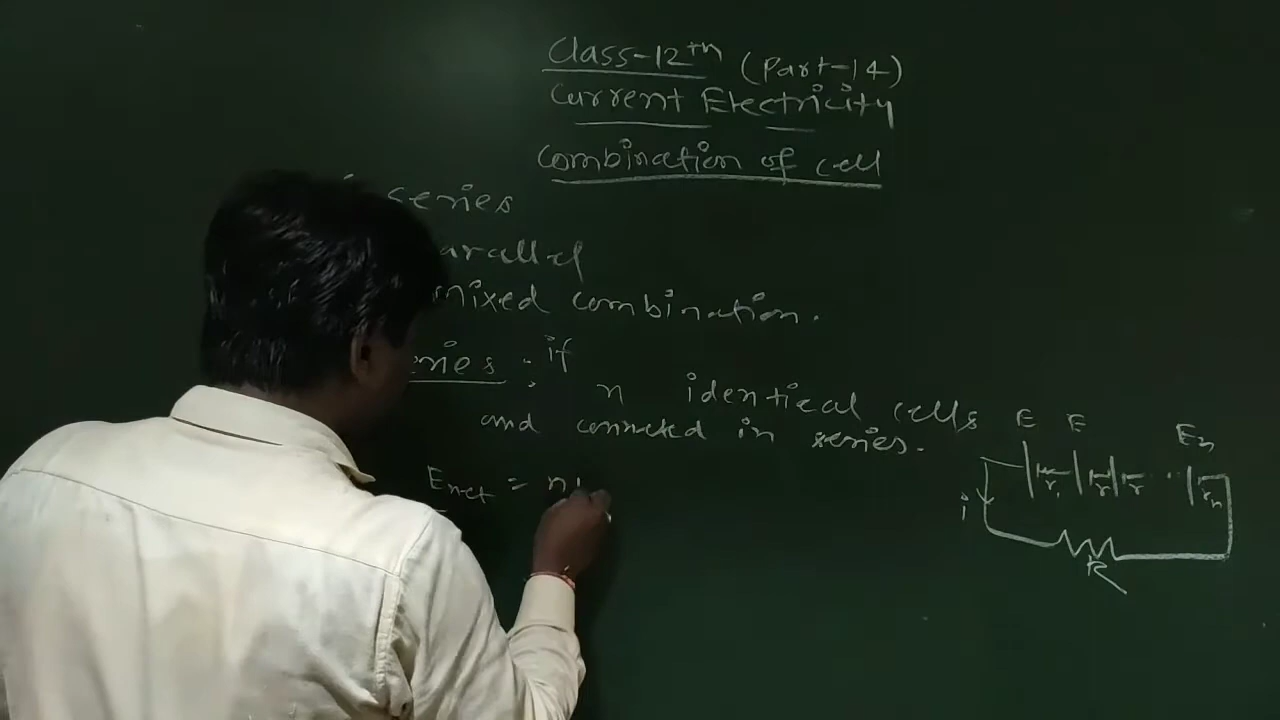 Class-12th (Part-14)
Current Electricity
Combination of cell
series
mixed combination.
: if
n identical cells
and connected in series.
Enet = n
E E En
r r r rn
i
R